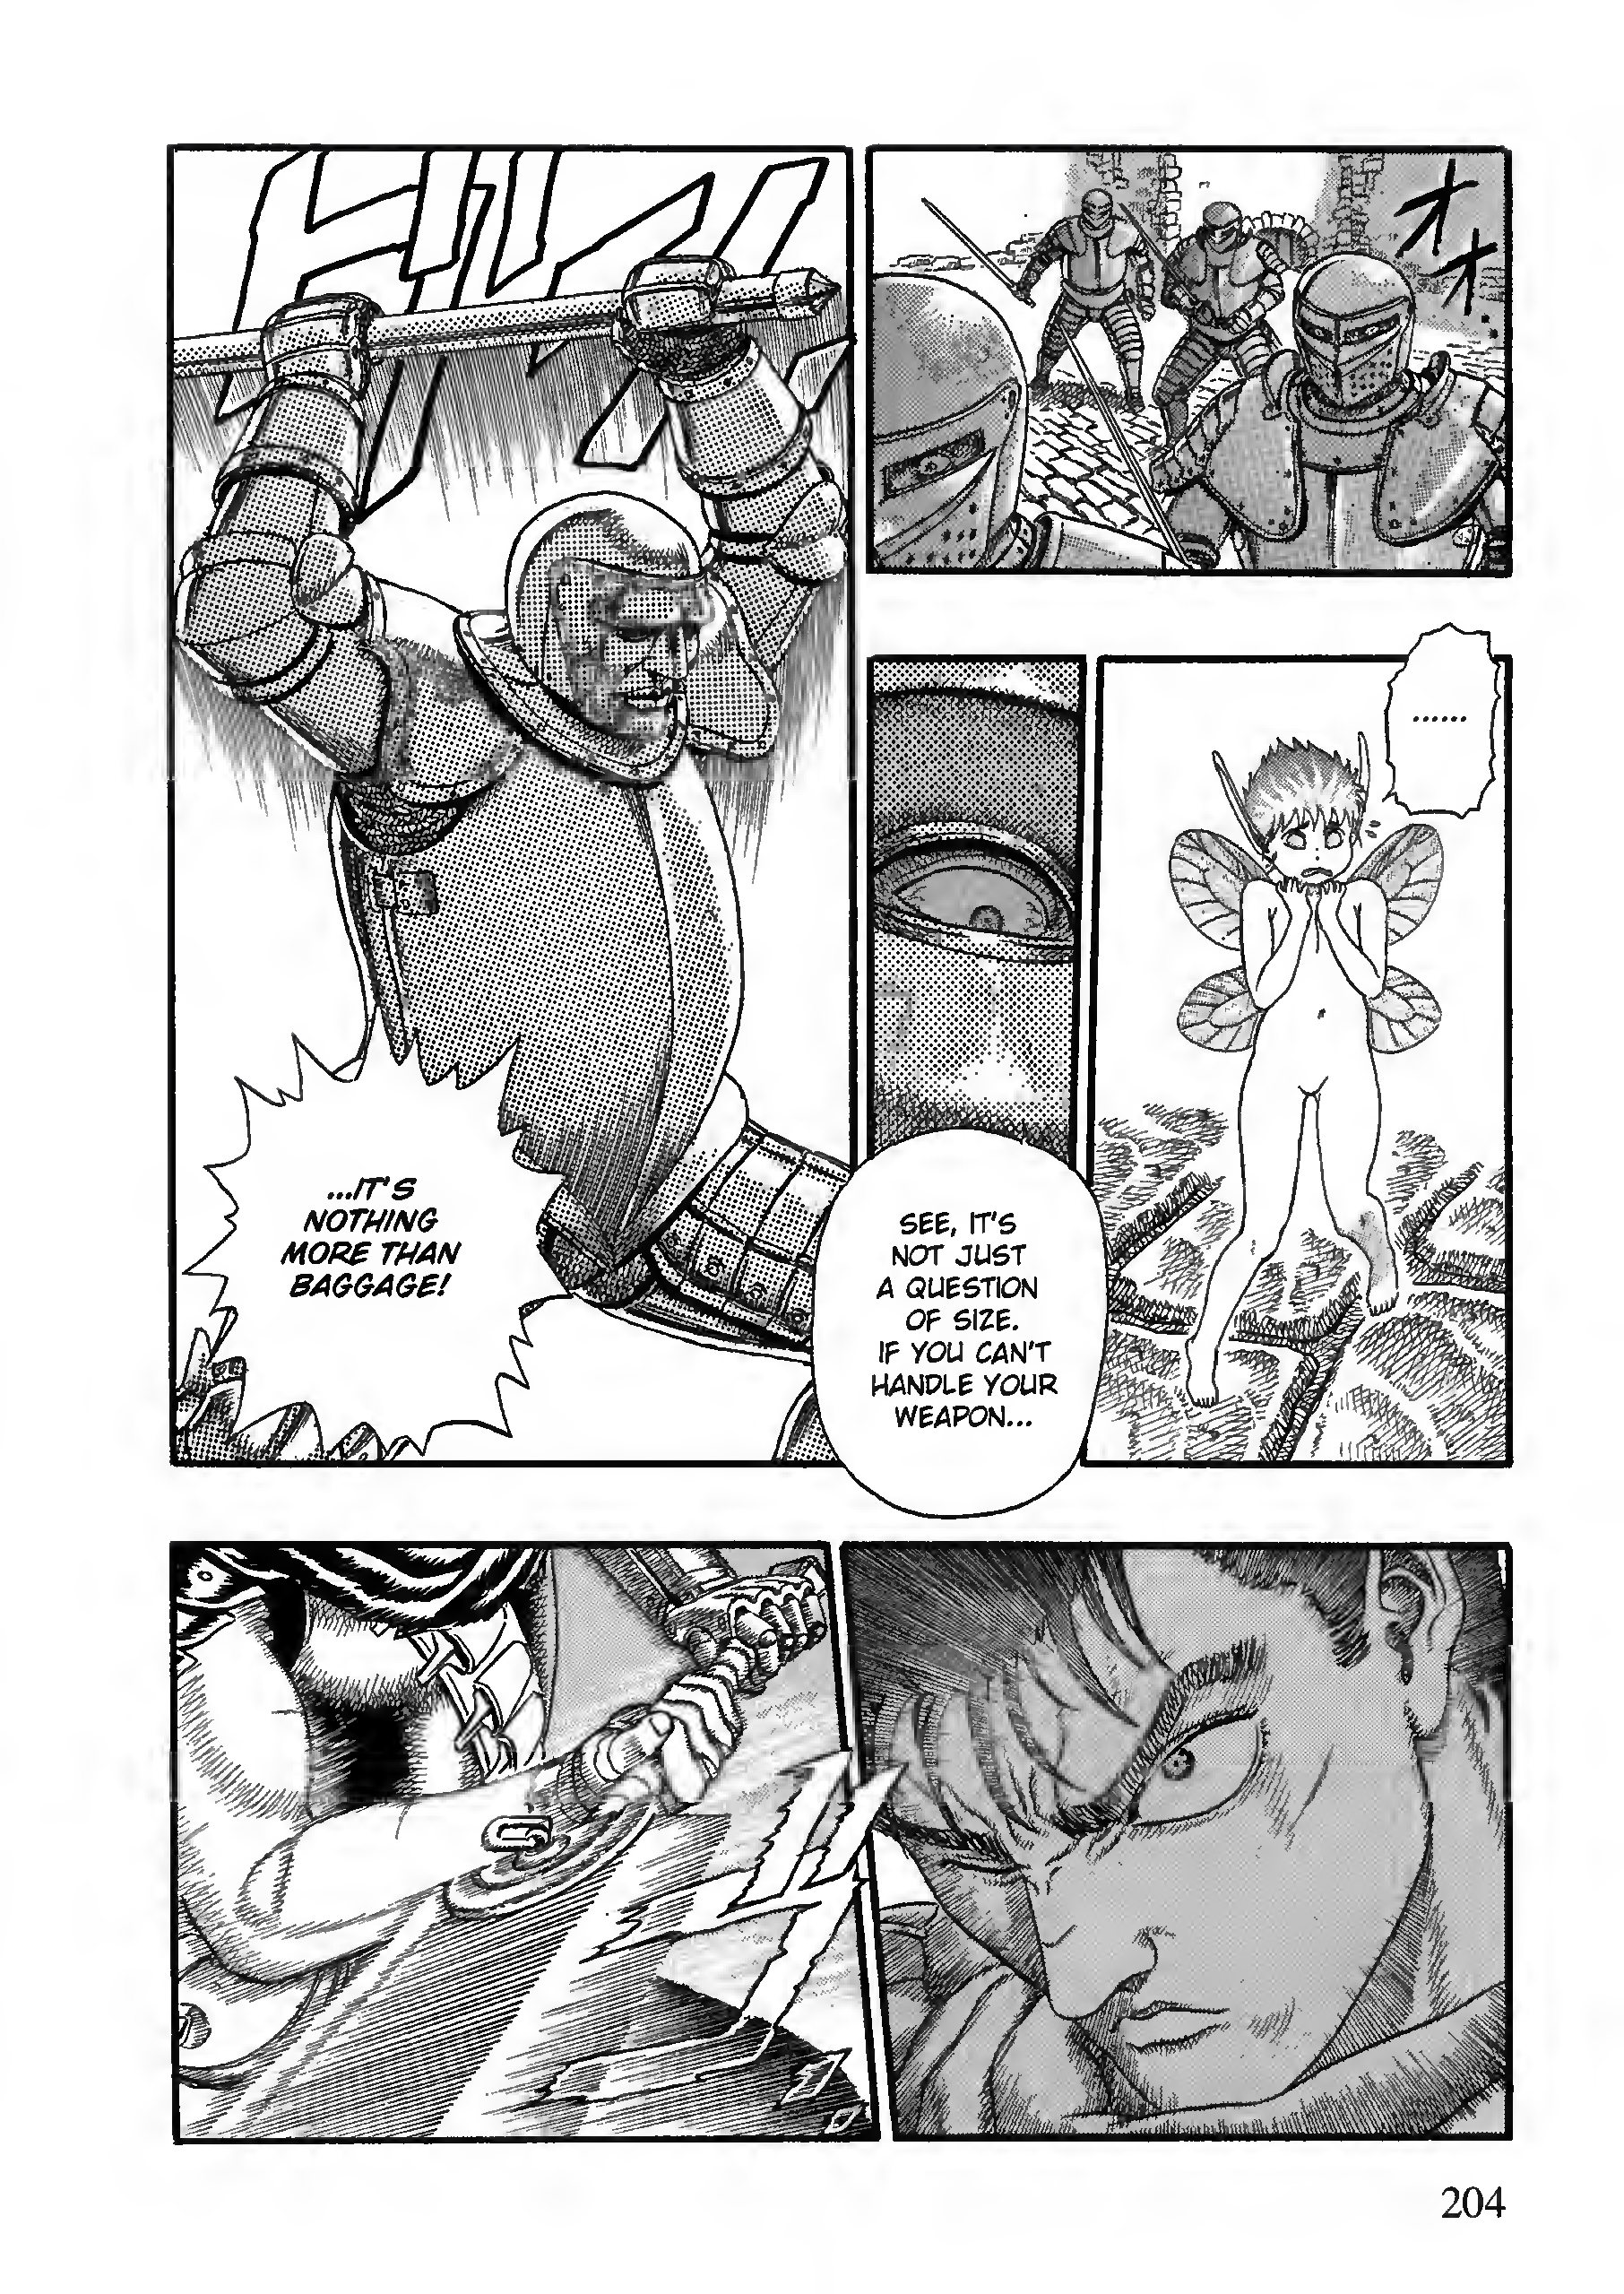 オオ
......
SEE, IT'S
NOT JUST
A QUESTION
OF SIZE.
IF YOU CAN'T
HANDLE YOUR
WEAPON...
...IT'S
NOTHING
MORE THAN
BAGGAGE!
204